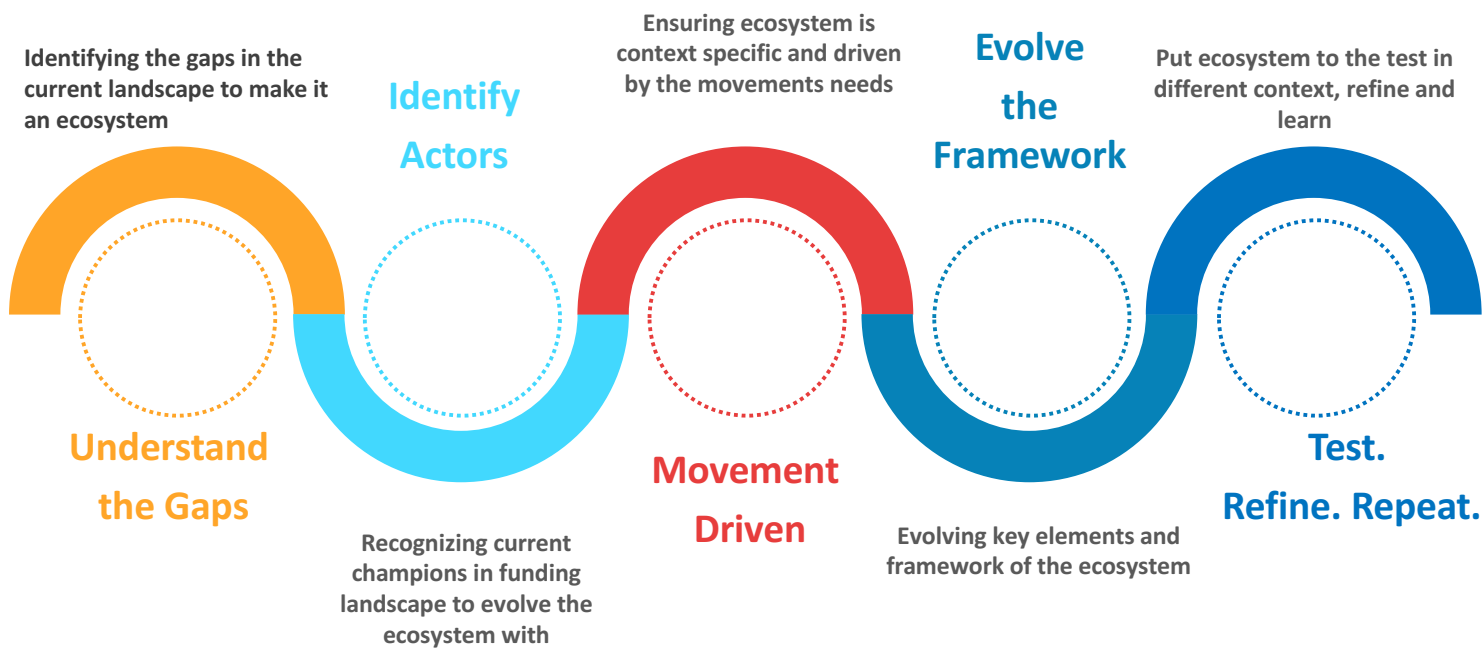 Identifying the gaps in the
current landscape to make it
an ecosystem
Understand
the Gaps
Identify
Actors
Recognizing current
champions in funding
landscape to evolve the
ecosystem with
Ensuring ecosystem is
context specific and driven
by the movements needs
Movement
Driven
Evolve
the
Framework
Evolving key elements and
framework of the ecosystem
Put ecosystem to the test in
different context, refine and
learn
Test.
Refine. Repeat.